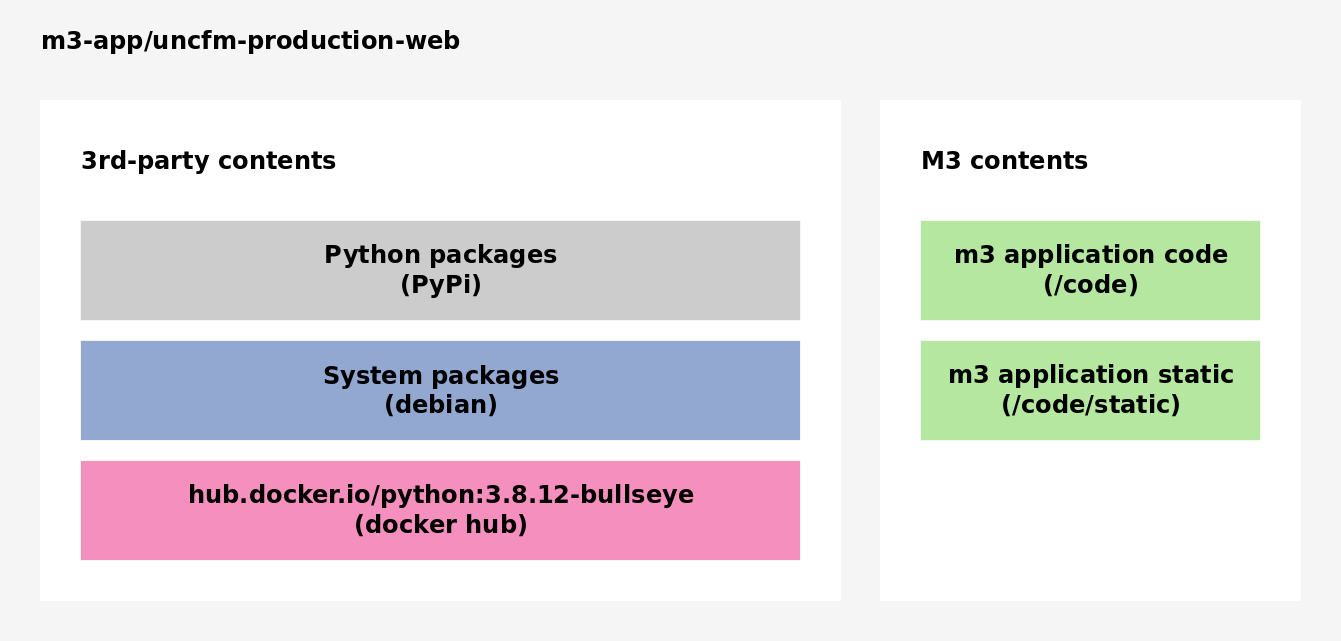 m3-app/uncfm-production-web
3rd-party contents
Python packages
(PyPi)
System packages
(debian)
hub.docker.io/python:3.8.12-bullseye
(docker hub)
M3 contents
m3 application code
(/code)
m3 application static
(/code/static)